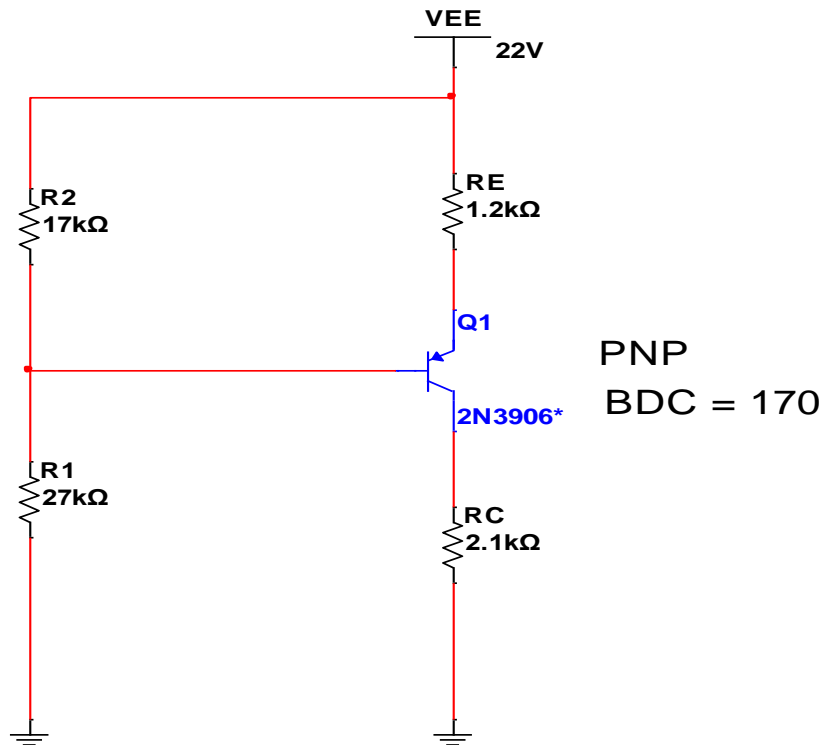 VEE
22V
R2
17kΩ
RE
1.2kΩ
Q1
PNP
BDC = 170
2N3906*
R1
27kΩ
RC
2.1kΩ